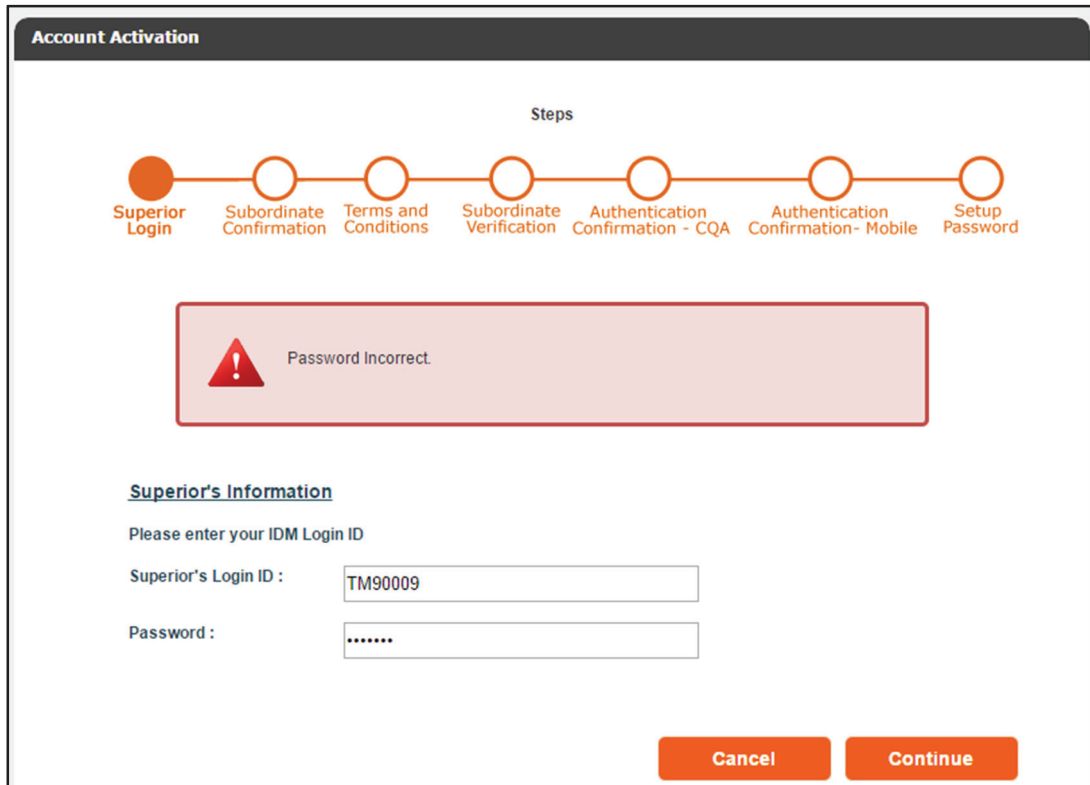 Account Activation
Steps
Superior Login
Subordinate Confirmation
Terms and Conditions
Subordinate Verification
Authentication Confirmation - CQA
Authentication Confirmation- Mobile
Setup Password
Password Incorrect.
Superior's Information
Please enter your IDM Login ID
Superior's Login ID :
TM90009
Password :
•••••••
Cancel
Continue